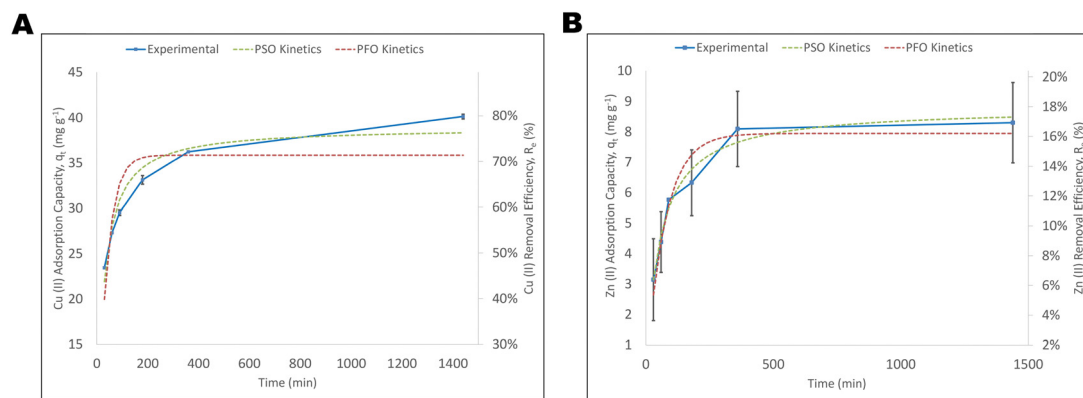 A
Experimental PSO Kinetics PFO Kinetics
Cu (II) Adsorption Capacity, qt (mg g-1)
45
40
35
30
25
20
15
80%
70%
60%
50%
40%
30%
Cu (II) Removal Efficiency, Re (%)
0 200 400 600 800 1000 1200 1400
Time (min)
B
Experimental PSO Kinetics PFO Kinetics
Zn (II) Adsorption Capacity, qt (mg g-1)
10
9
8
7
6
5
4
3
2
1
20%
18%
16%
14%
12%
10%
8%
6%
4%
2%
Zn (II) Removal Efficiency, Re (%)
0 500 1000 1500
Time (min)